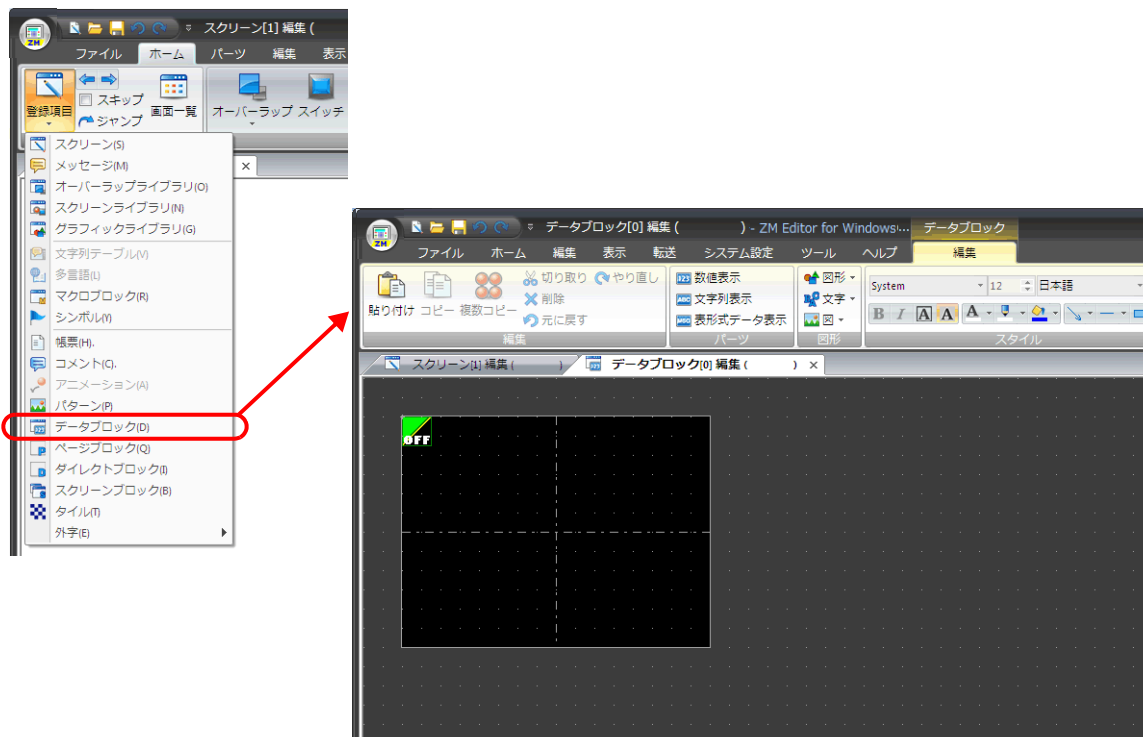 スクリーン[1] 編集 (
ZM
ファイル ホーム パーツ 編集 表示
登録項目
スキップ
ジャンプ
画面一覧
オーバーラップ スイッチ
スクリーン(S)
メッセージ(M)
オーバーラップライブラリ(O)
スクリーンライブラリ(N)
グラフィックライブラリ(G)
文字列テーブル(V)
多言語(L)
マクロブロック(R)
シンボル(Y)
帳票(H).
コメント(C).
アニメーション(A)
パターン(P)
データブロック(D)
ページブロック(Q)
ダイレクトブロック(I)
スクリーンブロック(B)
タイル(T)
外字(E)
データブロック[0] 編集 ( ) - ZM Editor for Windows... データブロック
ZM
ファイル ホーム 編集 表示 転送 システム設定 ツール ヘルプ 編集
貼り付け コピー 複数コピー
切り取り やり直し
削除
元に戻す
編集
数値表示
文字列表示
表形式データ表示
パーツ
図形
文字
図
図形
System 12 日本語
B I A A A
スタイル
スクリーン[1] 編集 ( ) データブロック[0] 編集 ( ) ×
OFF